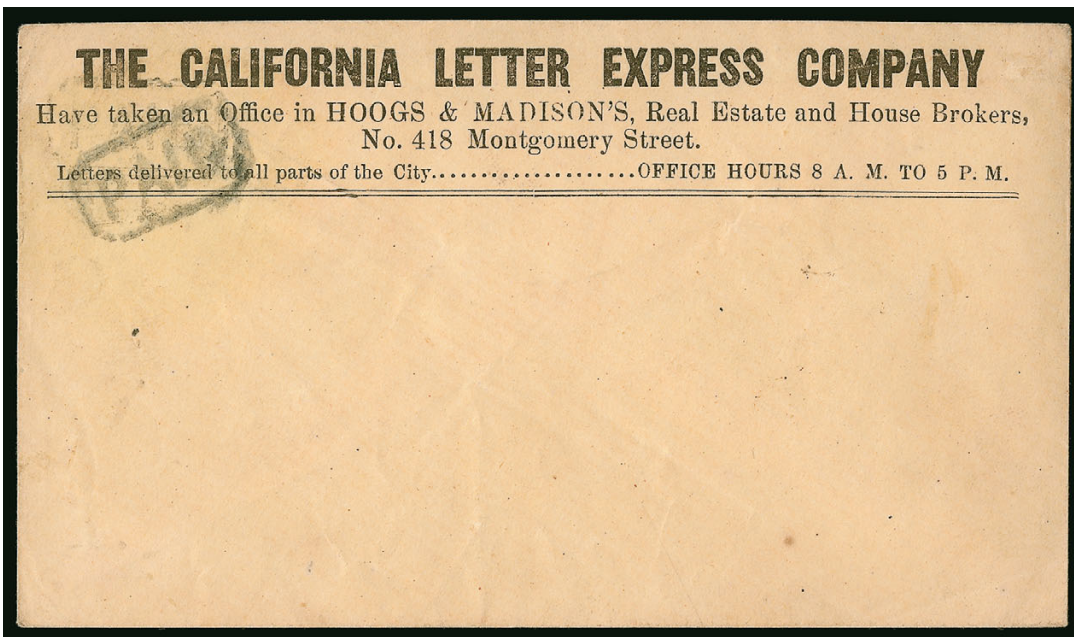 THE CALIFORNIA LETTER EXPRESS COMPANY
Have taken an Office in HOOGS & MADISON'S, Real Estate and House Brokers,
No. 418 Montgomery Street.
Letters delivered to all parts of the City.....................OFFICE HOURS 8 A. M. TO 5 P. M.
PAID